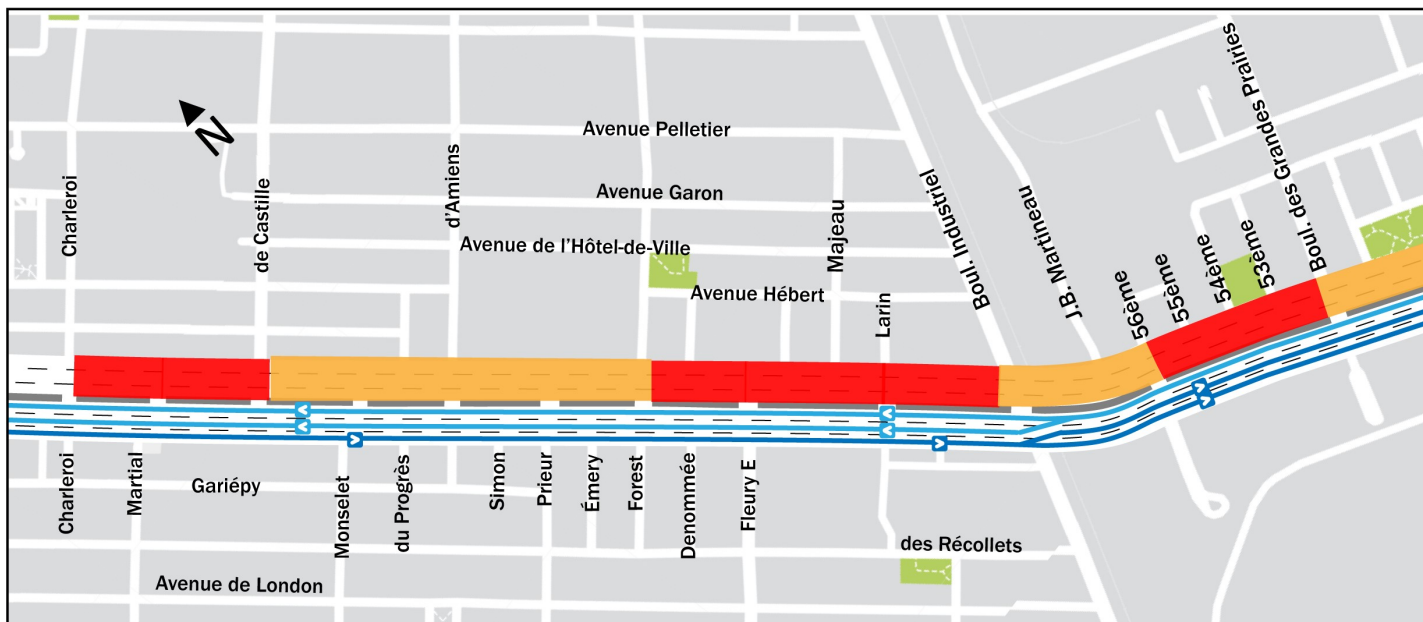 N
Avenue Pelletier
Avenue Garon
Avenue de l'Hôtel-de-Ville
Avenue Hébert
Charleroi
de Castille
d'Amiens
Majeau
Larin
Boul. Industriel
J.B. Martineau
56ème
55ème
54ème
53ème
Boul. des Grandes Prairies
Charleroi
Martial
Gariépy
Monselet
du Progrès
Simon
Prieur
Émery
Forest
Denommée
Fleury E
des Récollets
Avenue de London